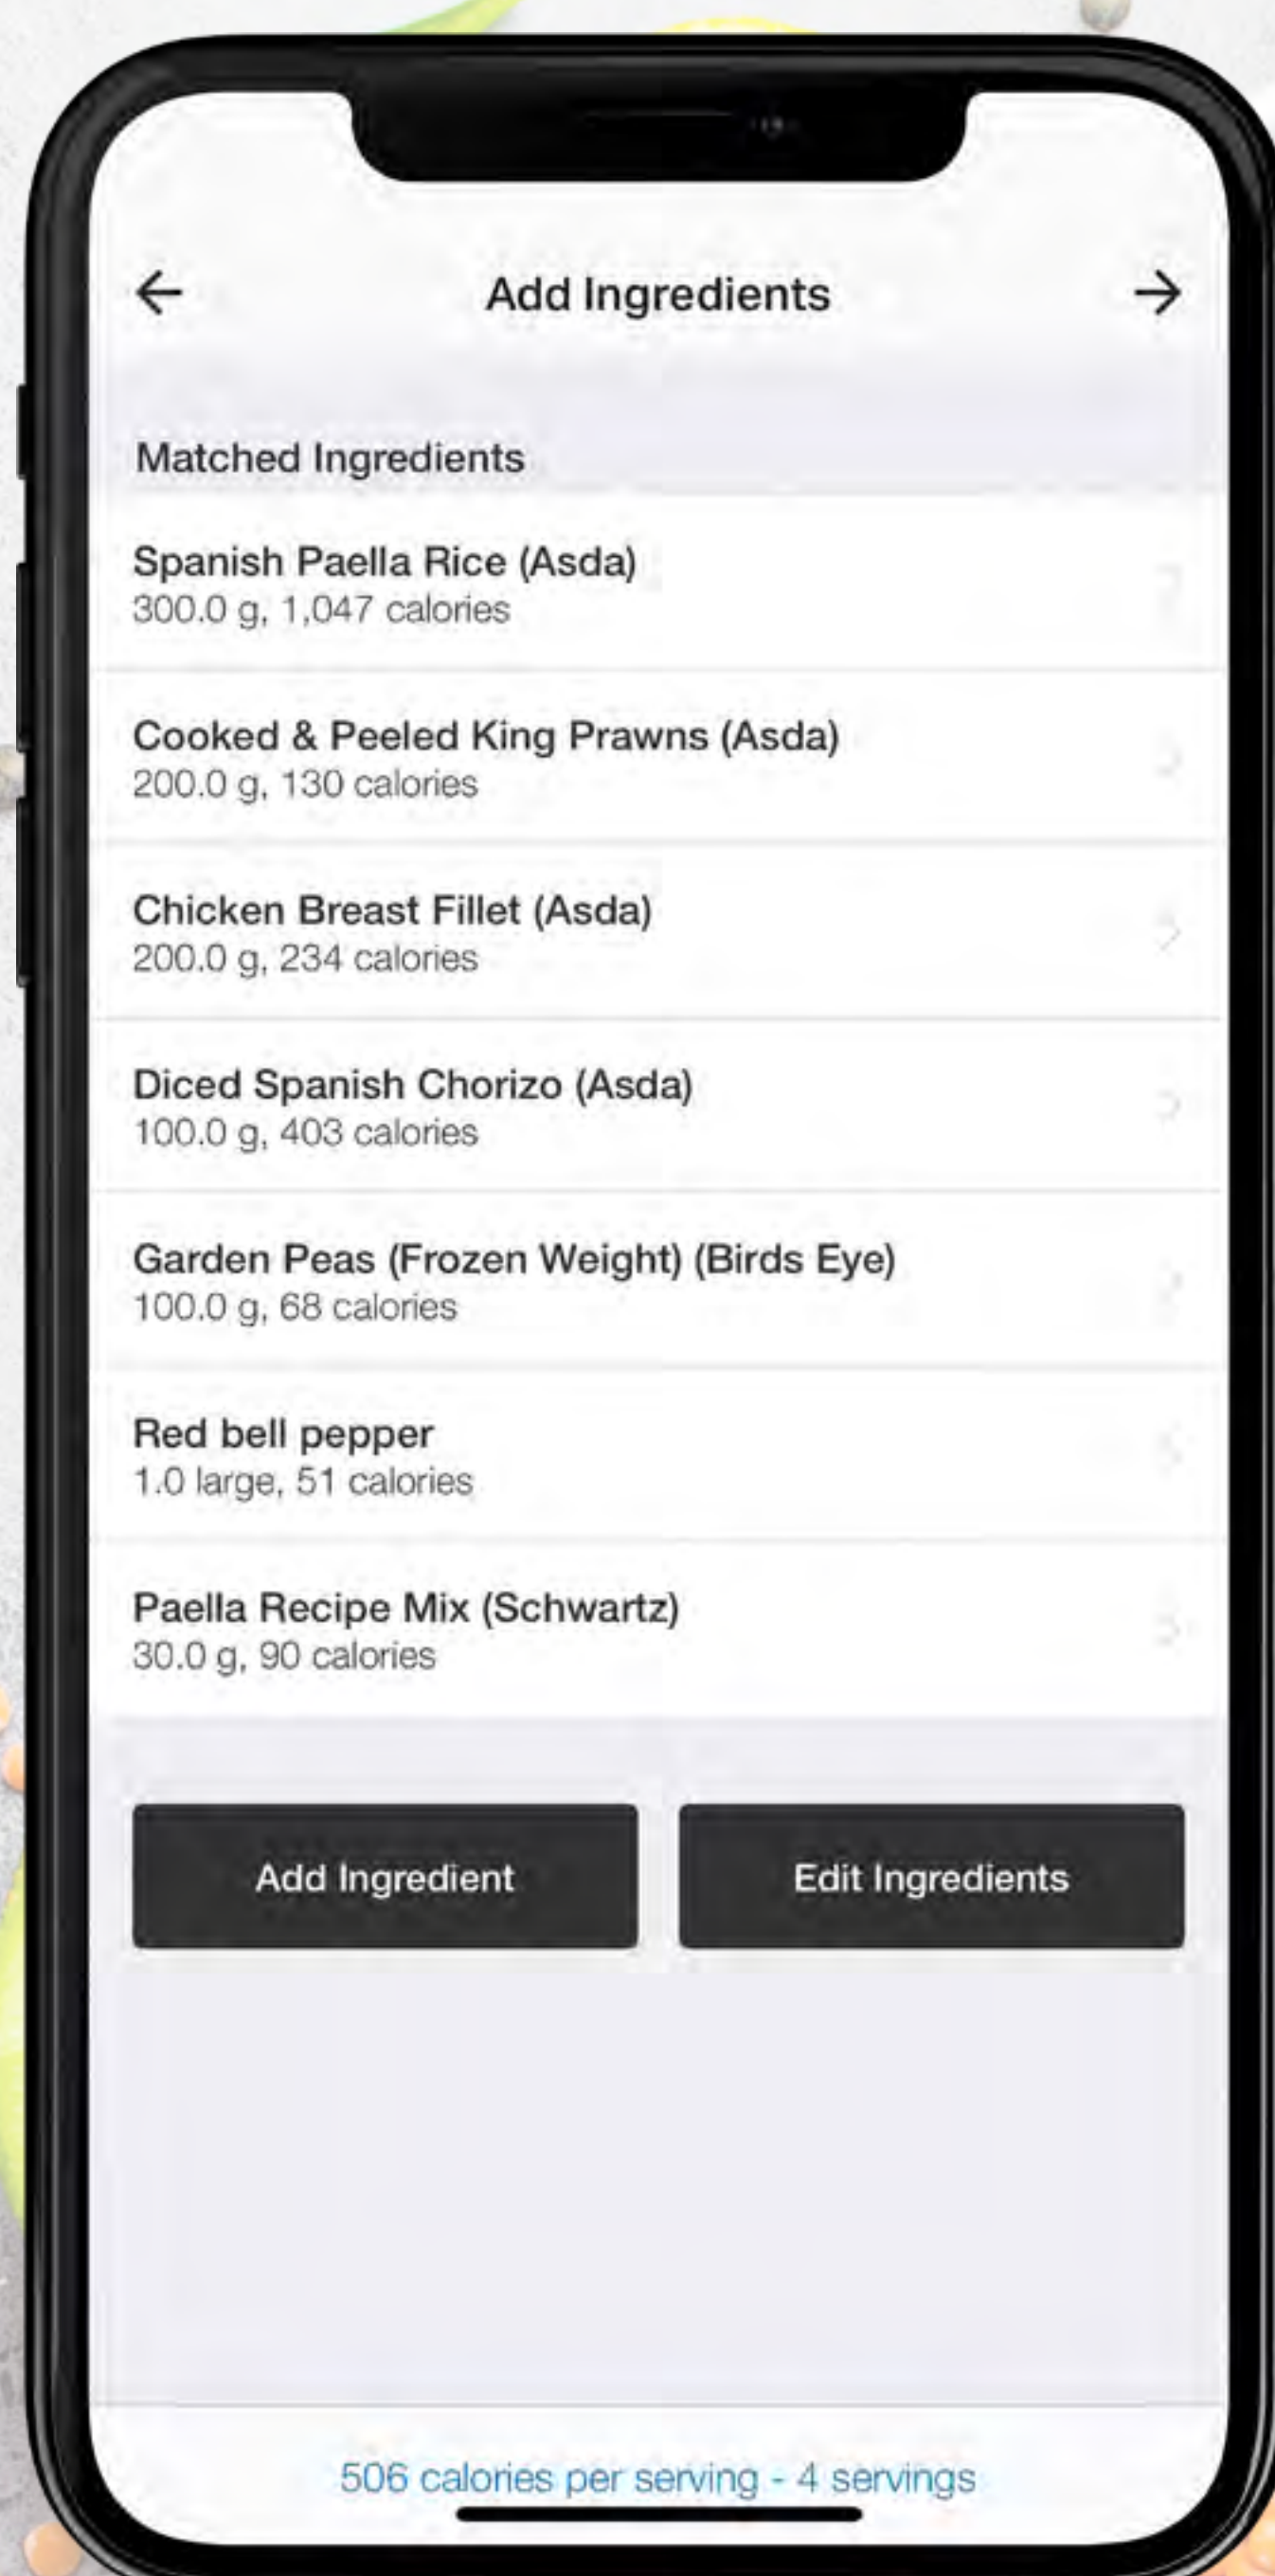 Add Ingredients
Matched Ingredients
Spanish Paella Rice (Asda)
300.0 g, 1,047 calories
Cooked & Peeled King Prawns (Asda)
200.0 g, 130 calories
Chicken Breast Fillet (Asda)
200.0 g, 234 calories
Diced Spanish Chorizo (Asda)
100.0 g, 403 calories
Garden Peas (Frozen Weight) (Birds Eye)
100.0 g, 68 calories
Red bell pepper
1.0 large, 51 calories
Paella Recipe Mix (Schwartz)
30.0 g, 90 calories
Add Ingredient
Edit Ingredients
506 calories per serving - 4 servings